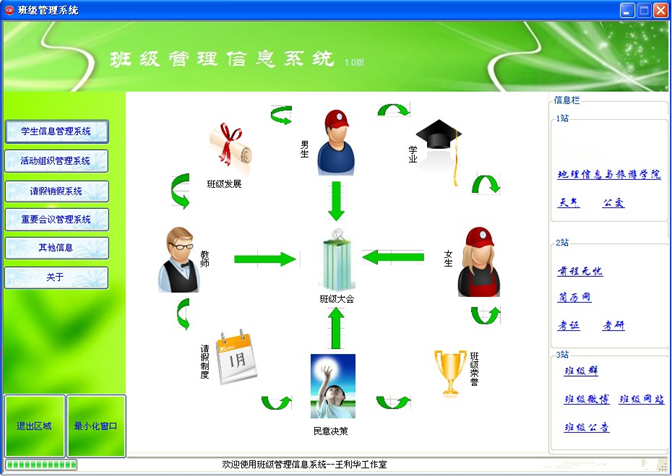 班级管理系统
班级管理信息系统 1.0版
学生信息管理系统
活动组织管理系统
请假销假系统
重要会议管理系统
其他信息
关于
退出区域
最小化窗口
班级发展
男生
学业
教师
班级大会
女生
请假制度
1月
民意决策
班级荣誉
信息栏
1站
地理信息与旅游学院
天气 公交
2站
前程无忧
简历网
考证 考研
3站
班级群
班级微博 班级网站
班级公告
欢迎使用班级管理信息系统--王利华工作室